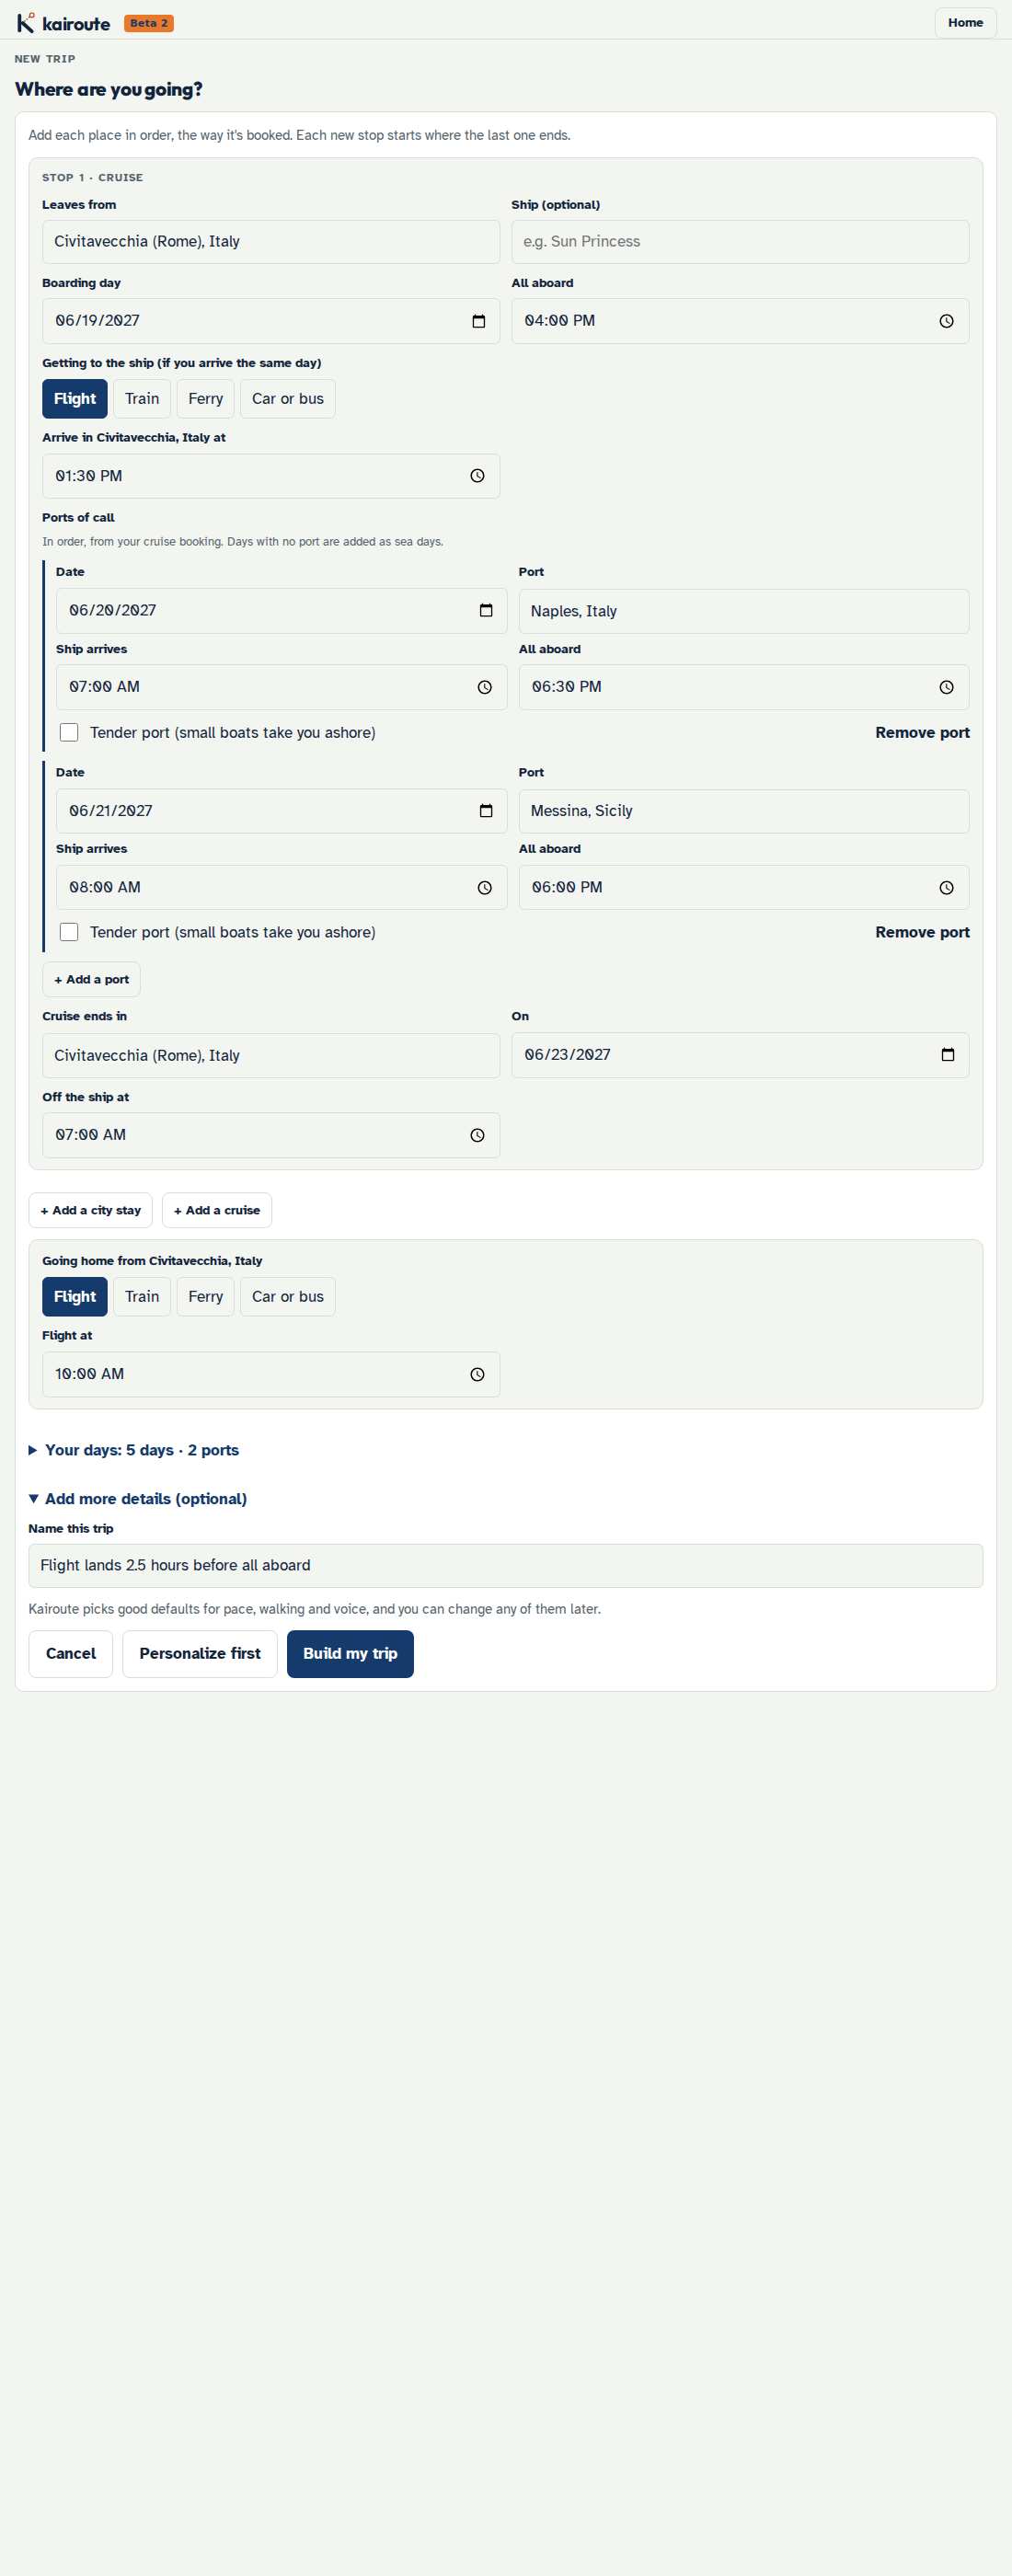 kairoute Beta 2 Home
NEW TRIP
Where are you going?
Add each place in order, the way it's booked. Each new stop starts where the last one ends.
STOP 1 · CRUISE
Leaves from Ship (optional)
Civitavecchia (Rome), Italy e.g. Sun Princess
Boarding day All aboard
06/19/2027 04:00 PM
Getting to the ship (if you arrive the same day)
Flight Train Ferry Car or bus
Arrive in Civitavecchia, Italy at
01:30 PM
Ports of call
In order, from your cruise booking. Days with no port are added as sea days.
Date Port
06/20/2027 Naples, Italy
Ship arrives All aboard
07:00 AM 06:30 PM
Tender port (small boats take you ashore) Remove port
Date Port
06/21/2027 Messina, Sicily
Ship arrives All aboard
08:00 AM 06:00 PM
Tender port (small boats take you ashore) Remove port
+ Add a port
Cruise ends in On
Civitavecchia (Rome), Italy 06/23/2027
Off the ship at
07:00 AM
+ Add a city stay + Add a cruise
Going home from Civitavecchia, Italy
Flight Train Ferry Car or bus
Flight at
10:00 AM
Your days: 5 days · 2 ports
Add more details (optional)
Name this trip
Flight lands 2.5 hours before all aboard
Kairoute picks good defaults for pace, walking and voice, and you can change any of them later.
Cancel Personalize first Build my trip